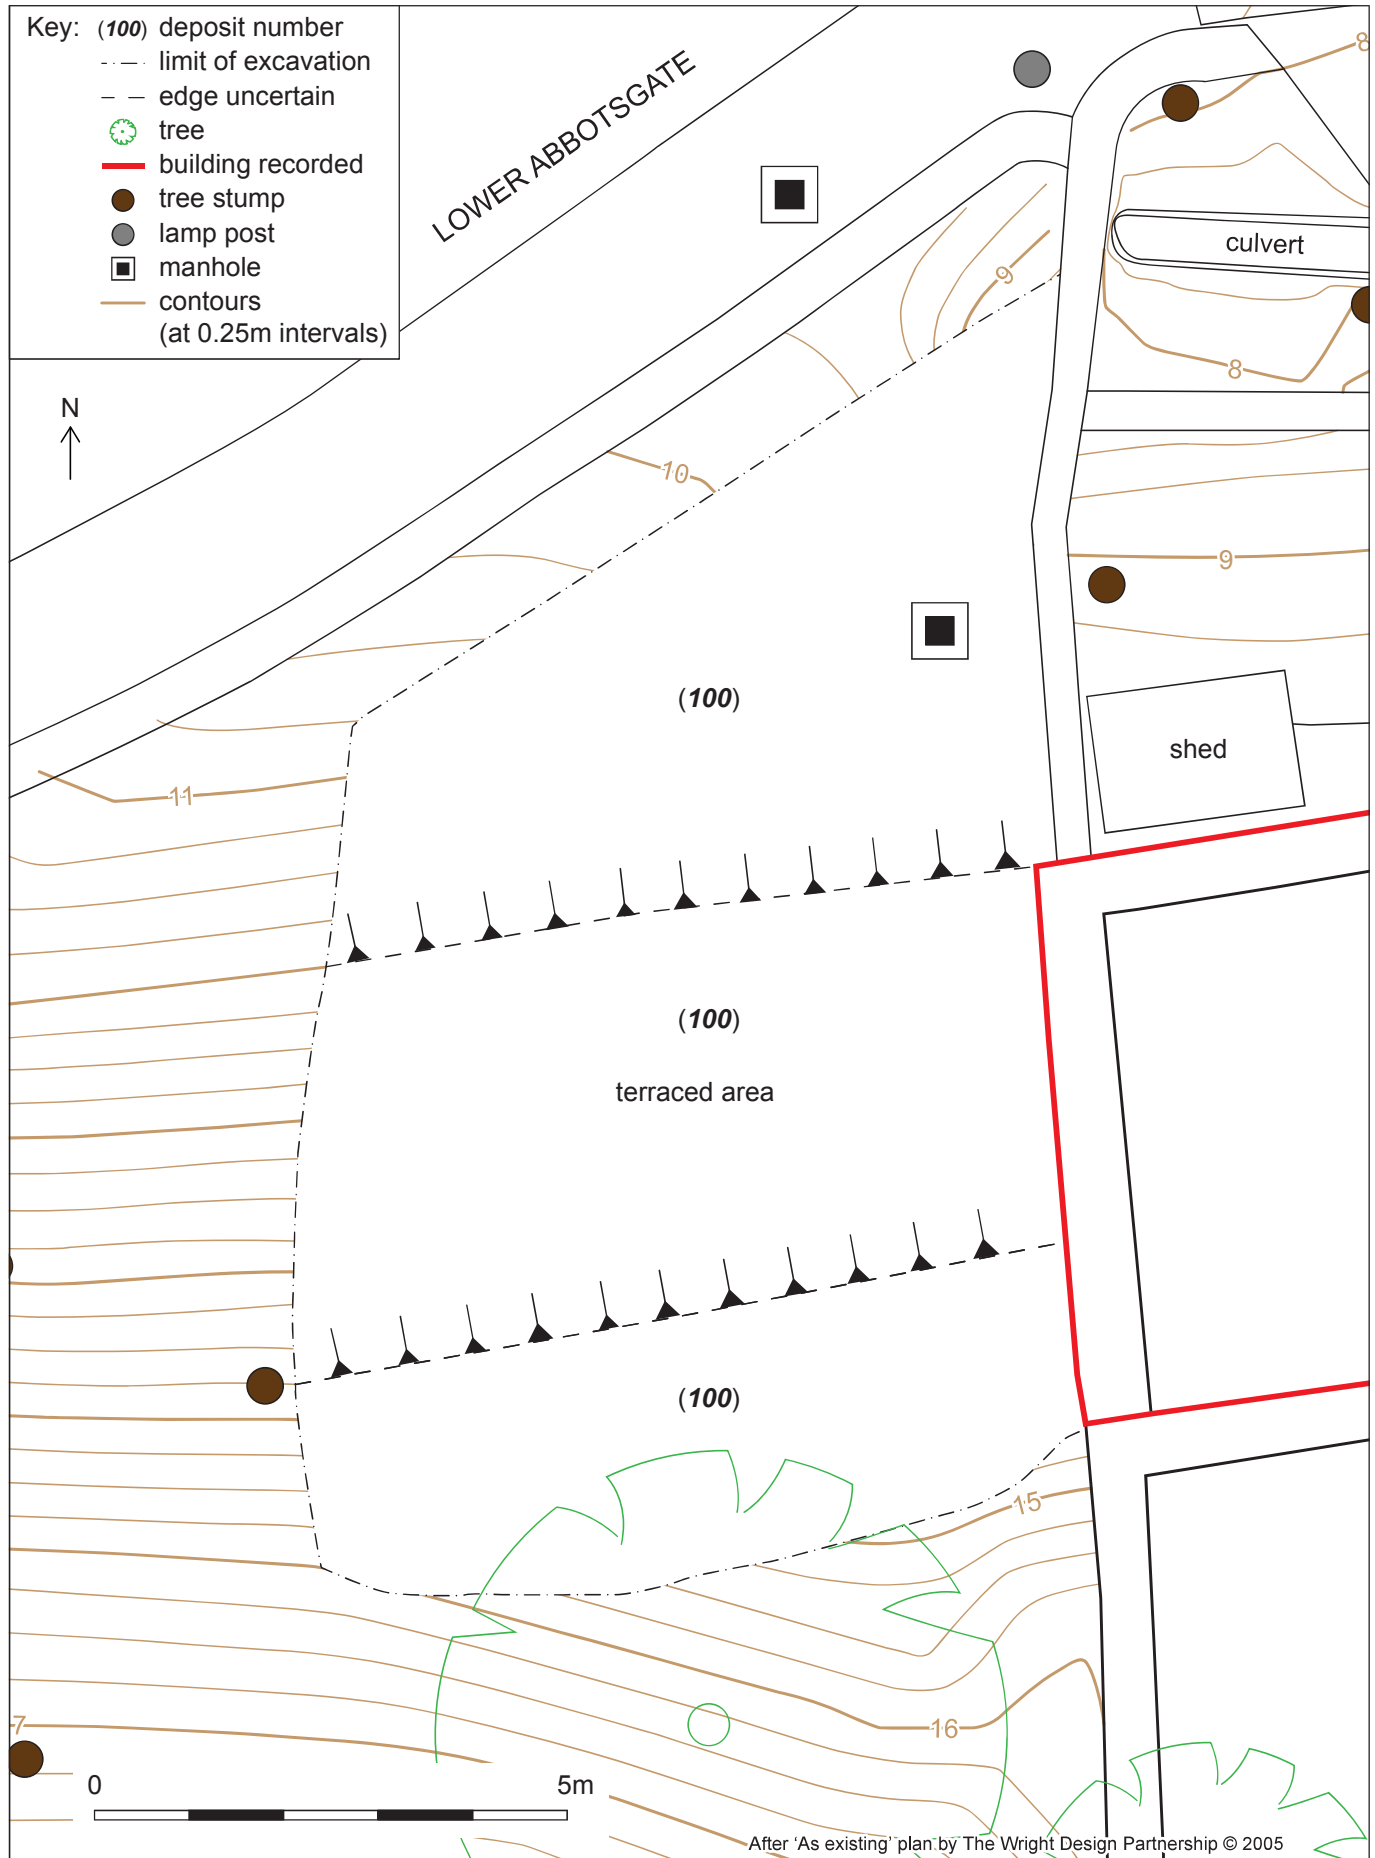 Key: (100) deposit number
limit of excavation
edge uncertain
tree
building recorded
tree stump
lamp post
manhole
contours
(at 0.25m intervals)
LOWER ABBOTSGATE
8
culvert
9
8
N
10
9
(100)
shed
11
(100)
terraced area
(100)
15
16
7
0 5m
After ‘As existing’ plan by The Wright Design Partnership © 2005